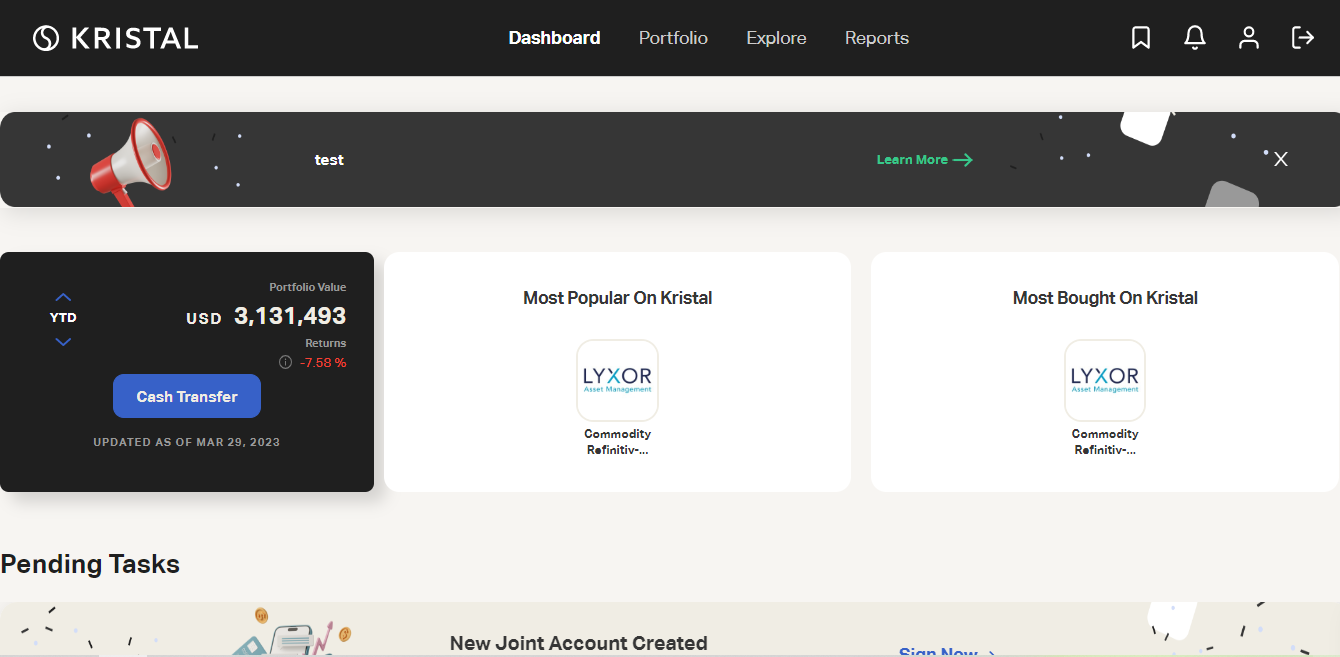 KRISTAL
Dashboard
Portfolio
Explore
Reports
test
Learn More
X
YTD
Portfolio Value
USD 3,131,493
Returns
-7.58 %
Cash Transfer
UPDATED AS OF MAR 29, 2023
Most Popular On Kristal
LYXOR
Asset Management
Commodity
Refinitiv-...
Most Bought On Kristal
LYXOR
Asset Management
Commodity
Refinitiv-...
Pending Tasks
New Joint Account Created
Sign Now